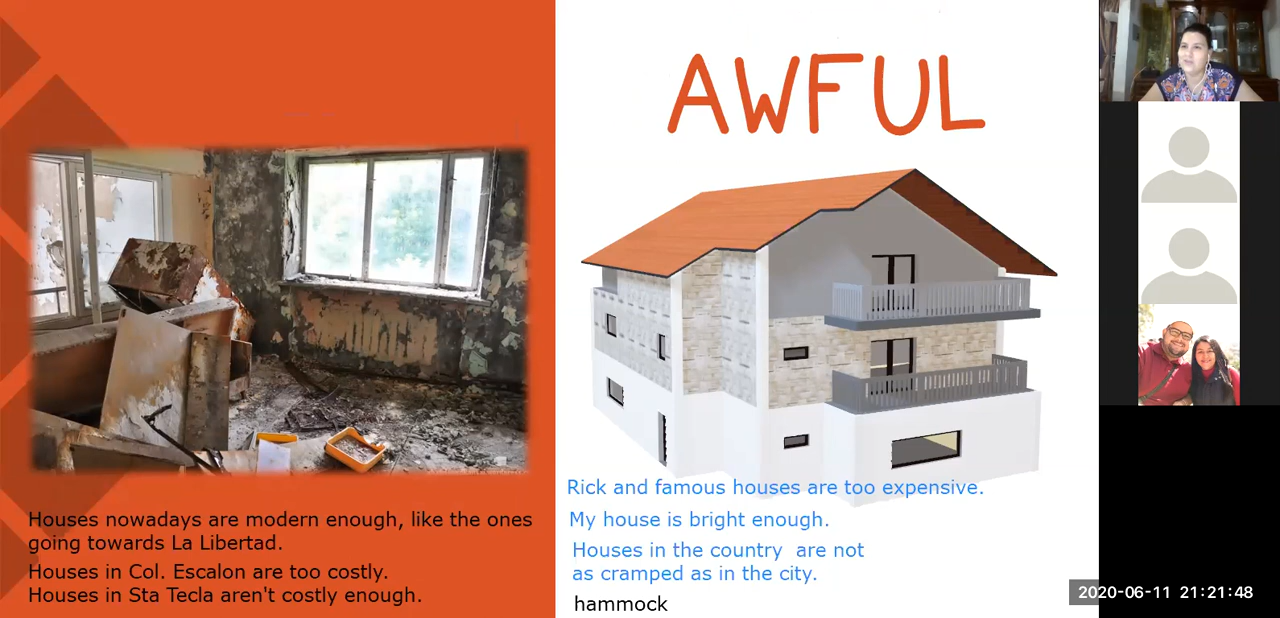 Houses nowadays are modern enough, like the ones
going towards La Libertad.
Houses in Col. Escalon are too costly.
Houses in Sta Tecla aren't costly enough.
AWFUL
Rick and famous houses are too expensive.
My house is bright enough.
Houses in the country  are not
as cramped as in the city.
hammock
2020-06-11 21:21:48